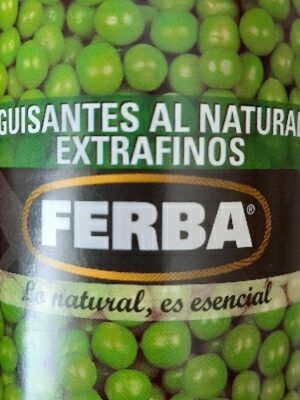 GUISANTES AL NATURAL
EXTRAFINOS
FERBA®
Lo natural, es esencial